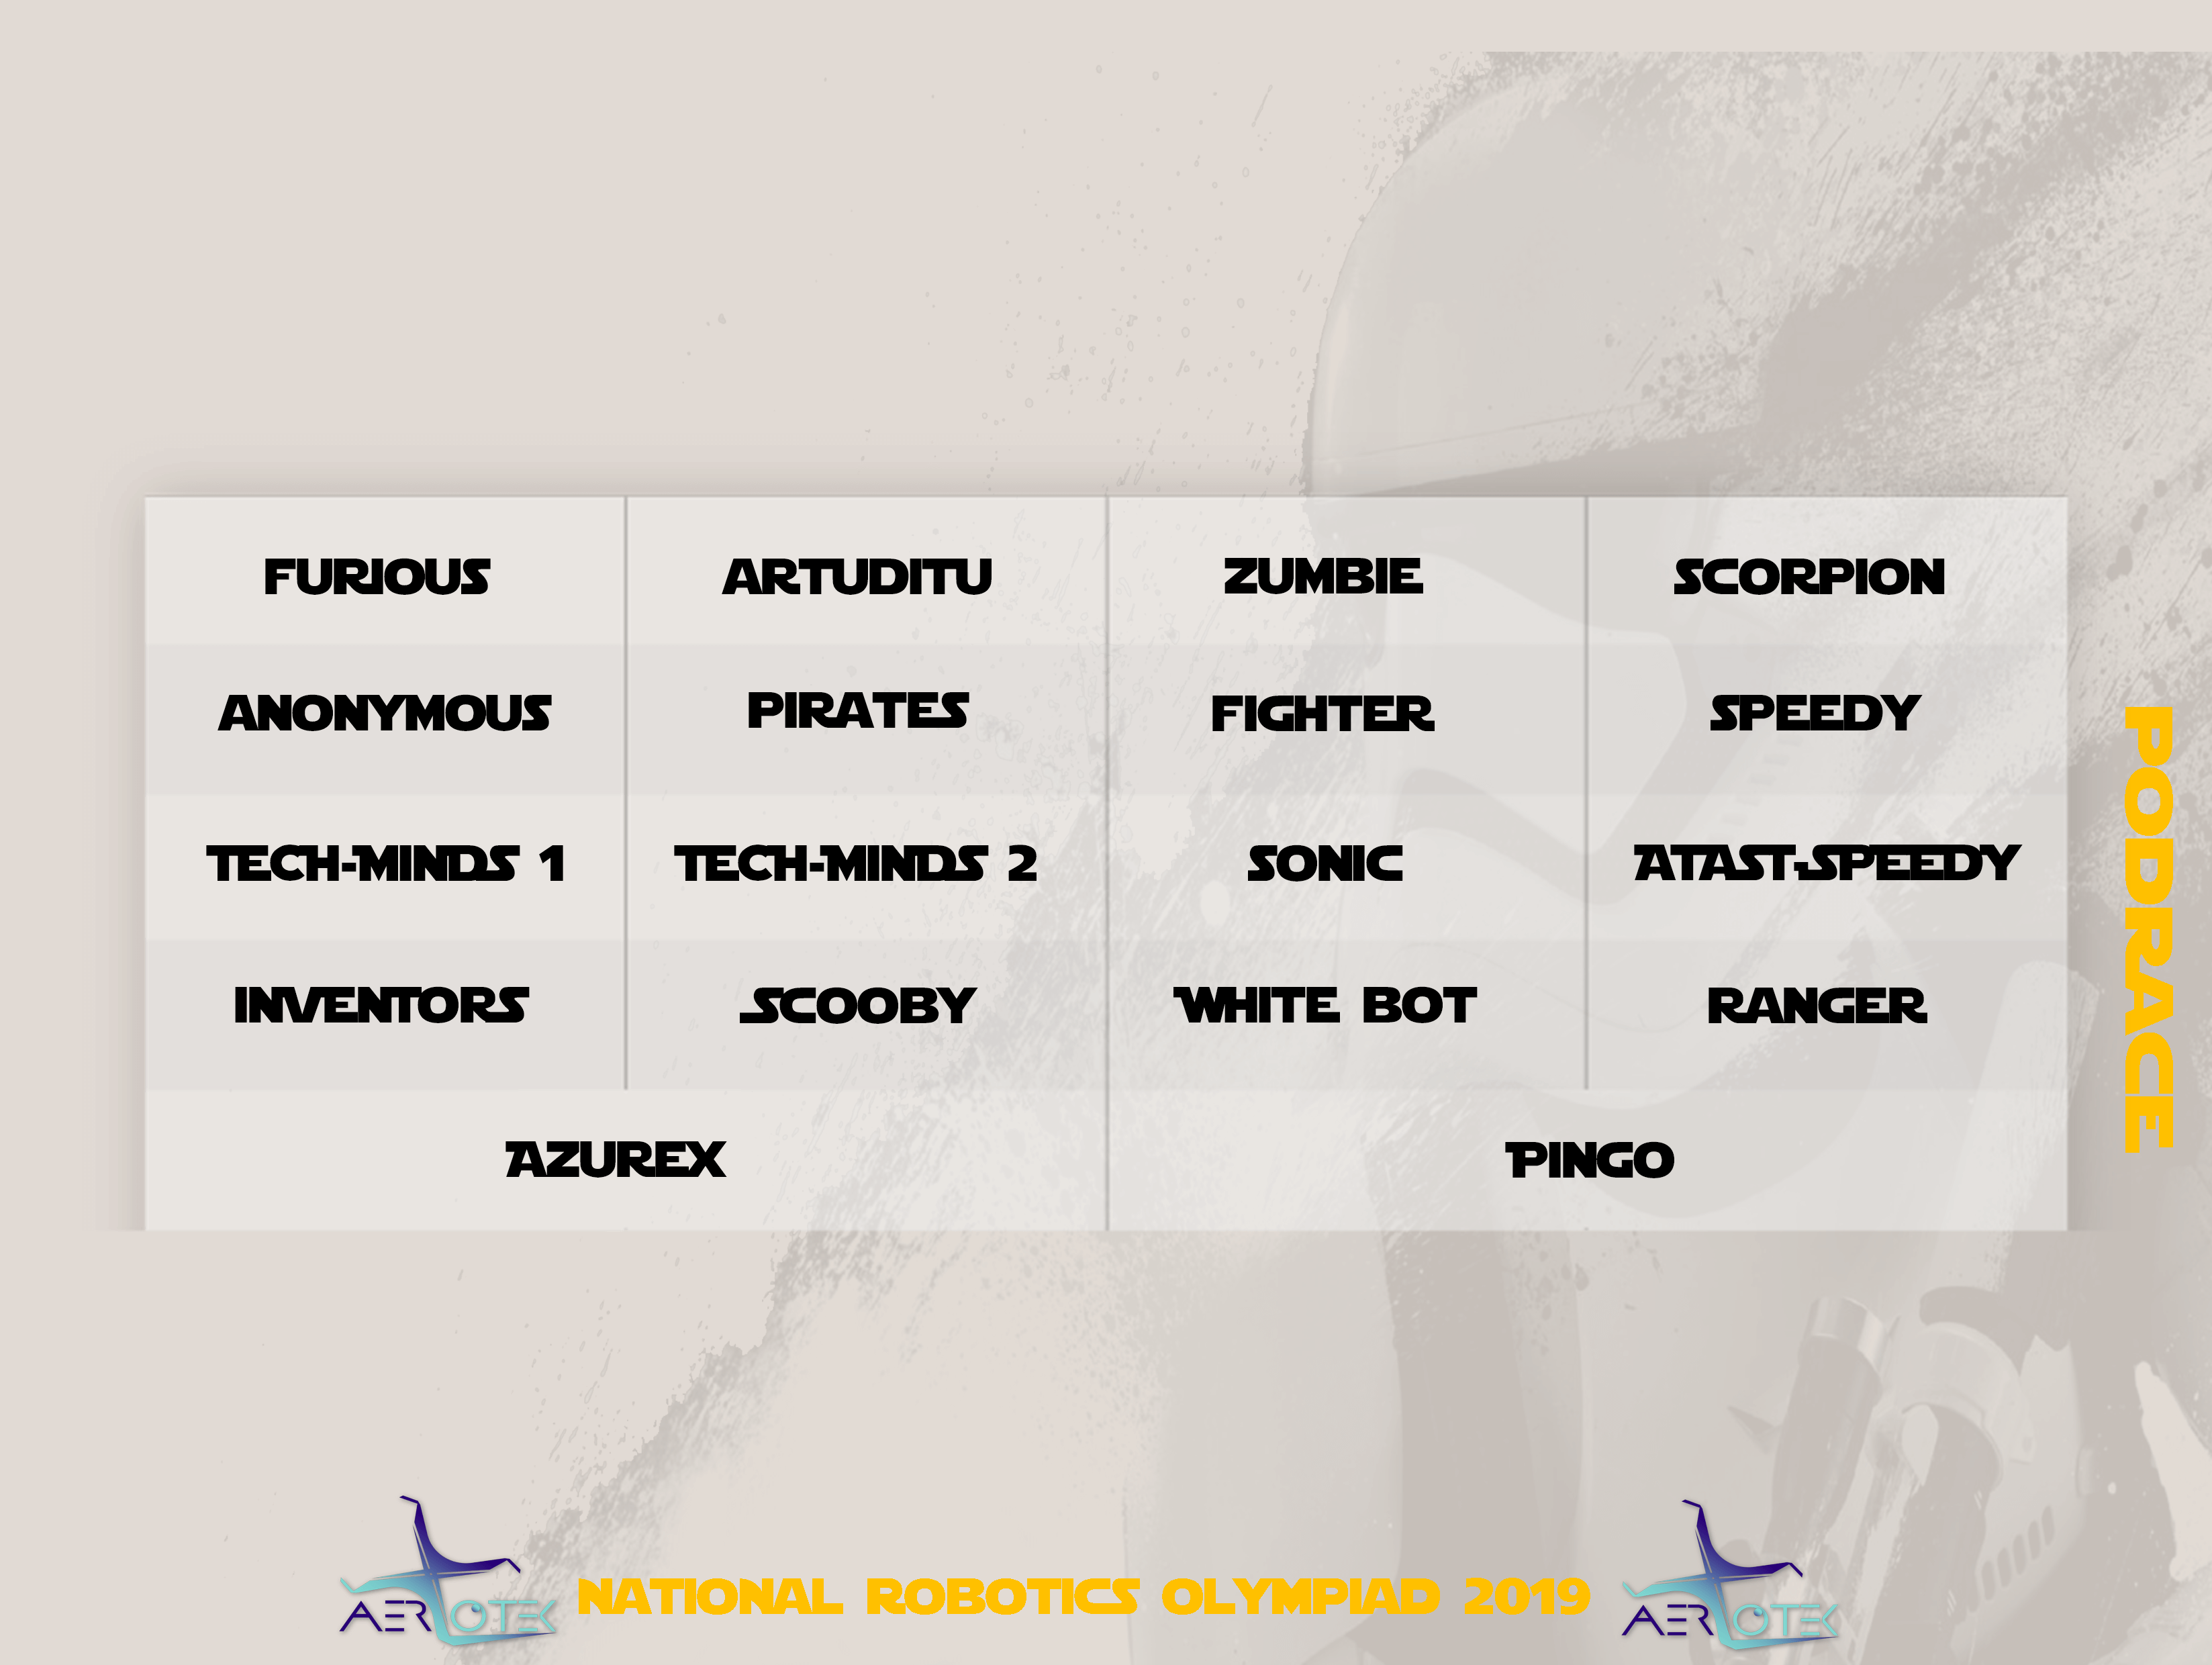 FURIOUS ARTUDITU ZUMBIE SCORPION
ANONYMOUS PIRATES FIGHTER SPEEDY
TECH-MINDS 1 TECH-MINDS 2 SONIC ATAST-SPEEDY
INVENTORS SCOOBY WHITE BOT RANGER
AZUREX PINGO
PODRACE
AEROTEK NATIONAL ROBOTICS OLYMPIAD 2019 AEROTEK